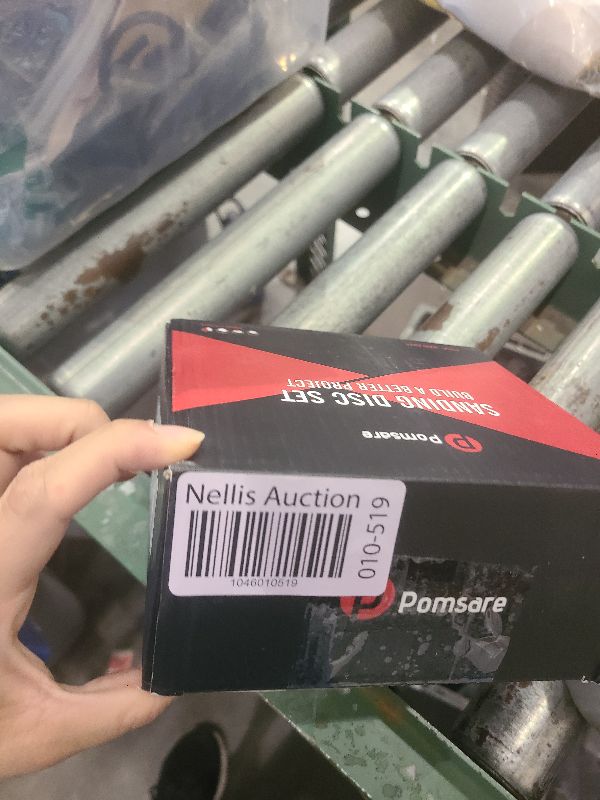 SANDING DISC SET
BUILD A BETTER PROJECT
Pomsare
Nellis Auction
1046010519
010-519
Pomsare